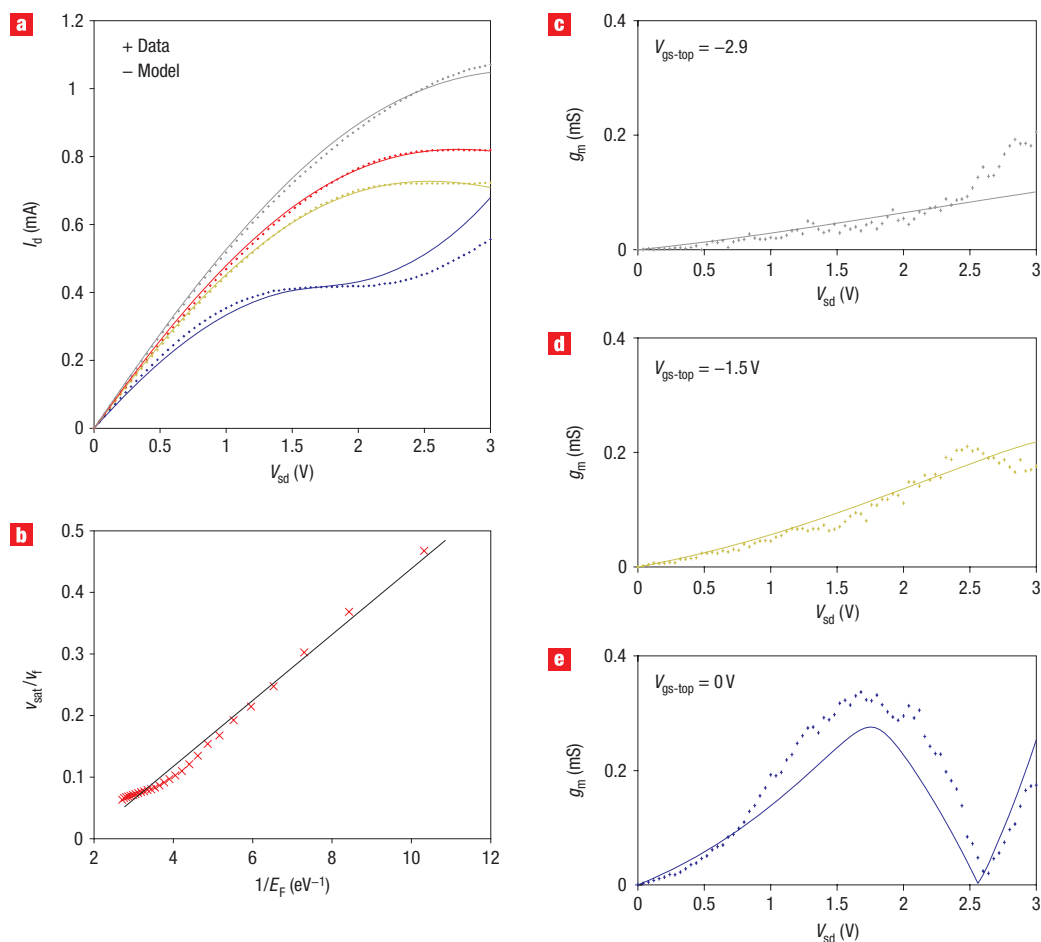 a
1.2
1
0.8
0.6
0.4
0.2
0
I_d (mA)
+ Data
– Model
0 0.5 1 1.5 2 2.5 3
V_sd (V)
b
0.5
0.4
0.3
0.2
0.1
0
v_sat/v_f
2 4 6 8 10 12
1/E_F (eV⁻¹)
c
0.4
0.2
0
g_m (mS)
V_gs-top = −2.9
0 0.5 1 1.5 2 2.5 3
V_sd (V)
d
0.4
0.2
0
g_m (mS)
V_gs-top = −1.5 V
0 0.5 1 1.5 2 2.5 3
V_sd (V)
e
0.4
0.2
0
g_m (mS)
V_gs-top = 0 V
0 0.5 1 1.5 2 2.5 3
V_sd (V)